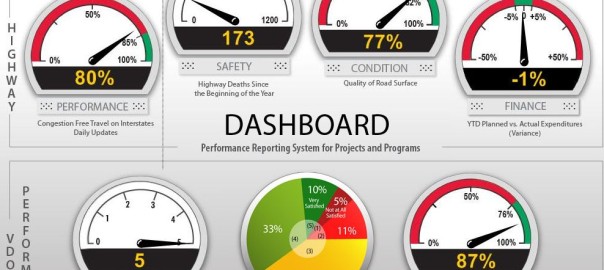 HIGHWAY
50%
85%
0%
100%
80%
PERFORMANCE
Congestion Free Travel on Interstates
Daily Updates
0
1200
173
SAFETY
Highway Deaths Since
the Beginning of the Year
50%
82%
0%
100%
77%
CONDITION
Quality of Road Surface
0
-5%
+5%
-50%
+50%
-1%
FINANCE
YTD Planned vs. Actual Expenditures
(Variance)
DASHBOARD
Performance Reporting System for Projects and Programs
VDO
PERFORM
0
1
2
3
4
5
5
10%
Very
Satisfied
5%
Not at All
Satisfied
33%
11%
(5)
(1)
(4)
(2)
(3)
50%
76%
0%
100%
87%